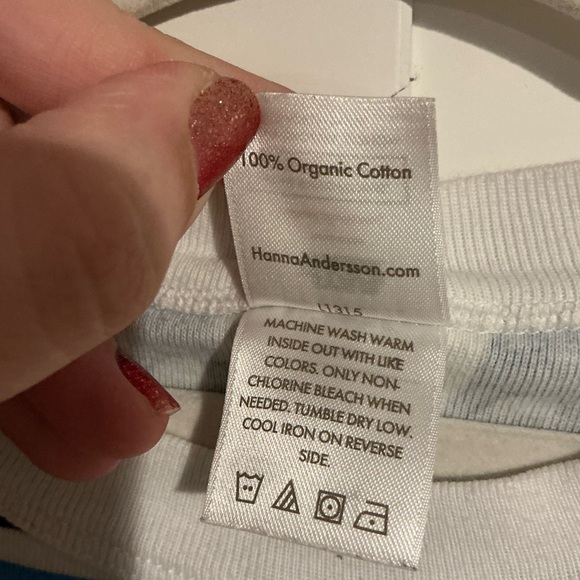 100% Organic Cotton
HannaAndersson.com
11315
MACHINE WASH WARM
INSIDE OUT WITH LIKE
COLORS. ONLY NON-
CHLORINE BLEACH WHEN
NEEDED. TUMBLE DRY LOW.
COOL IRON ON REVERSE
SIDE.